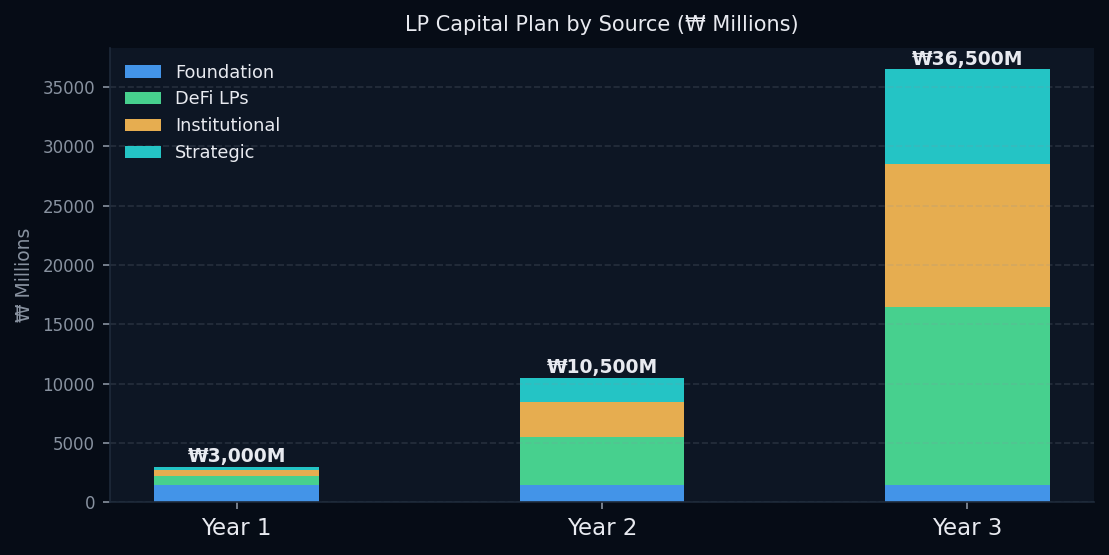 LP Capital Plan by Source (₩ Millions)
Foundation
DeFi LPs
Institutional
Strategic
₩ Millions
35000
30000
25000
20000
15000
10000
5000
0
₩3,000M
₩10,500M
₩36,500M
Year 1
Year 2
Year 3